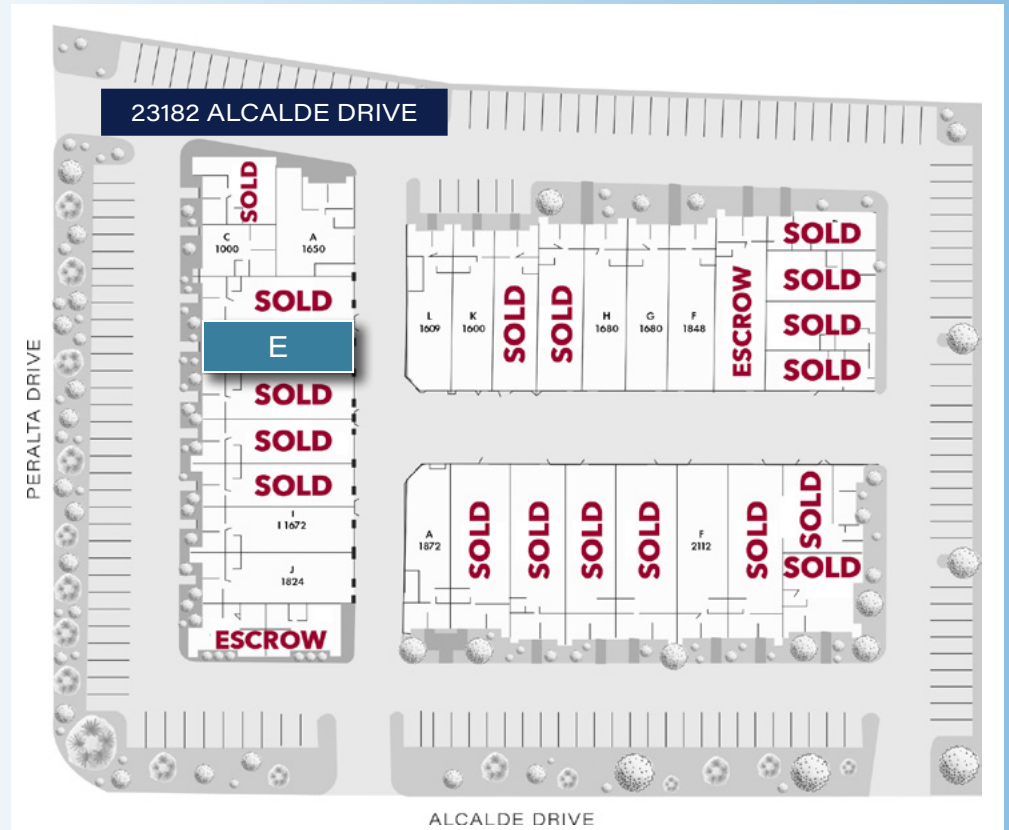 23182 ALCALDE DRIVE
SOLD
C
1000
A
1650
SOLD
E
SOLD
SOLD
SOLD
I
I 1672
J
1824
ESCROW
L
1609
K
1600
SOLD
SOLD
H
1680
G
1680
F
1848
ESCROW
SOLD
SOLD
SOLD
SOLD
A
1872
SOLD
SOLD
SOLD
SOLD
F
2112
SOLD
SOLD
SOLD
PERALTA DRIVE
ALCALDE DRIVE